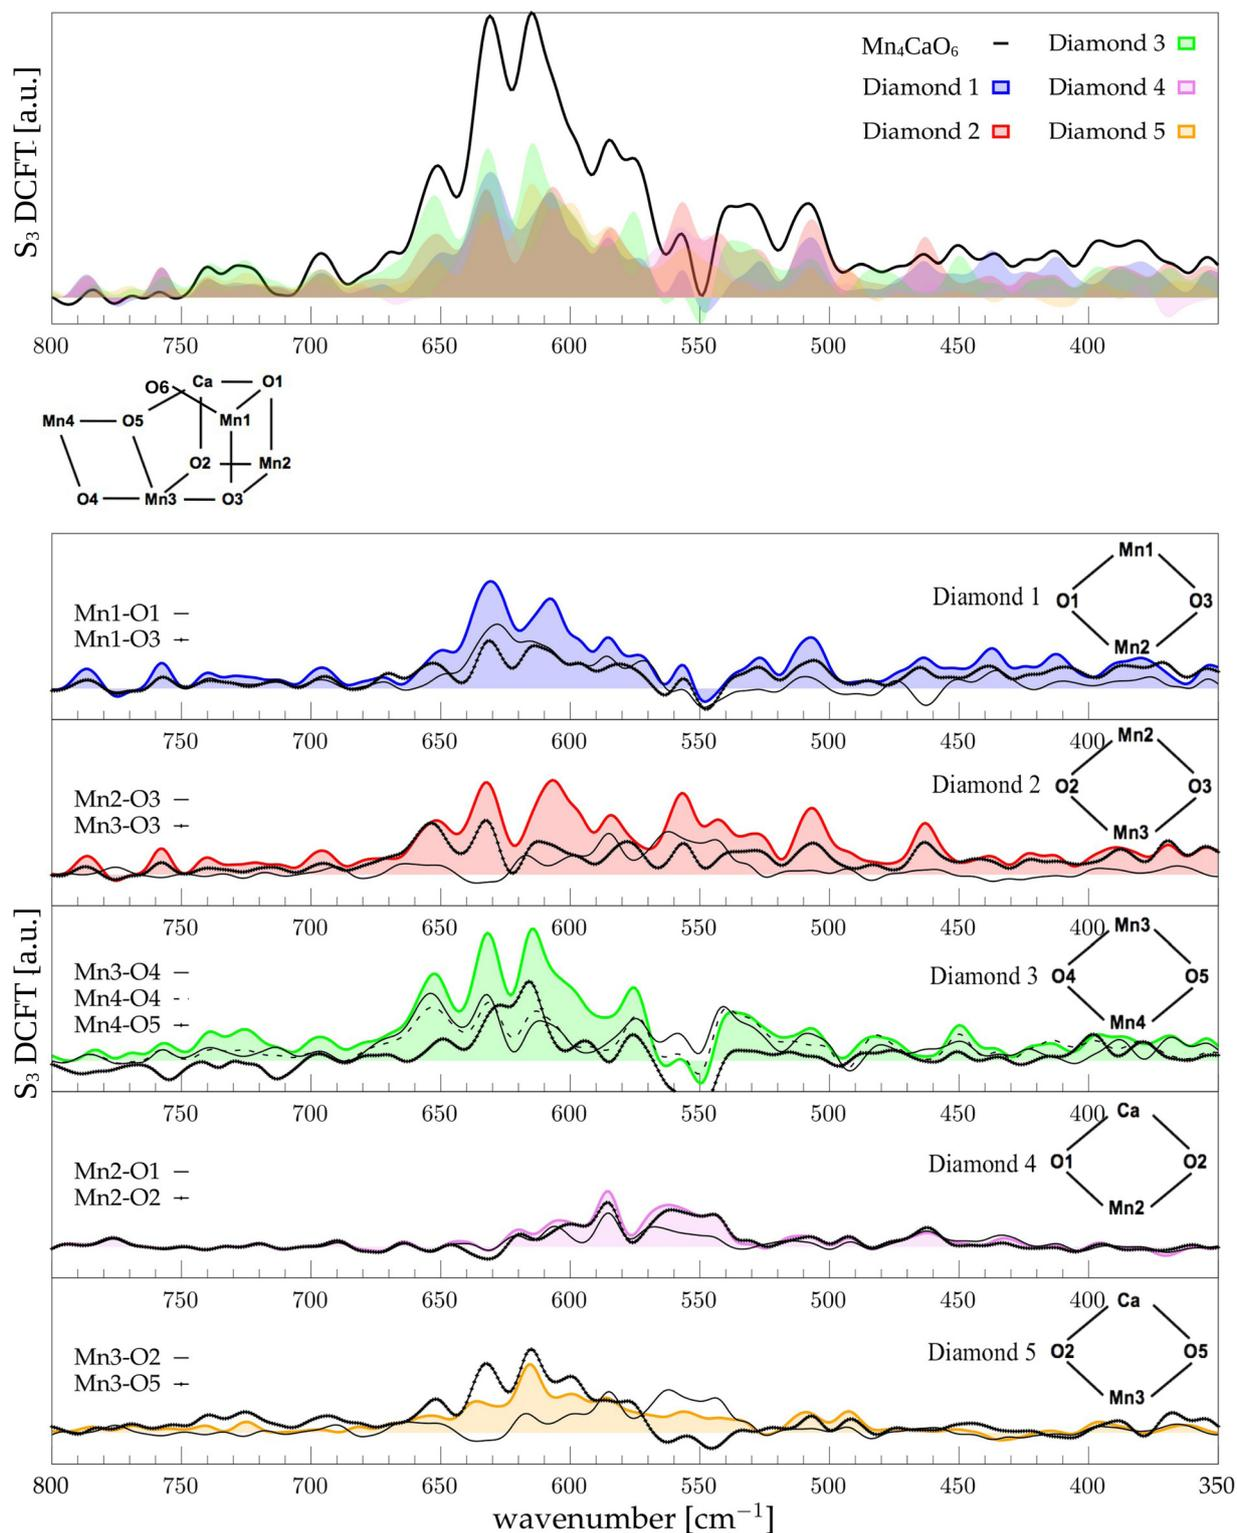 S₃ DCFT [a.u.]
Mn₄CaO₆ Diamond 3
Diamond 1 Diamond 4
Diamond 2 Diamond 5
800 750 700 650 600 550 500 450 400
O6 Ca O1
Mn4 O5 Mn1
O2 Mn2
O4 Mn3 O3
Mn1
Mn1-O1
Mn1-O3
Diamond 1 O1 O3
Mn2
750 700 650 600 550 500 450 400
Mn2
Mn2-O3
Mn3-O3
Diamond 2 O2 O3
Mn3
S₃ DCFT [a.u.]
750 700 650 600 550 500 450 400
Mn3
Mn3-O4
Mn4-O4
Mn4-O5
Diamond 3 O4 O5
Mn4
750 700 650 600 550 500 450 400
Ca
Mn2-O1
Mn2-O2
Diamond 4 O1 O2
Mn2
750 700 650 600 550 500 450 400
Ca
Mn3-O2
Mn3-O5
Diamond 5 O2 O5
Mn3
800 750 700 650 600 550 500 450 400 350
wavenumber [cm⁻¹]